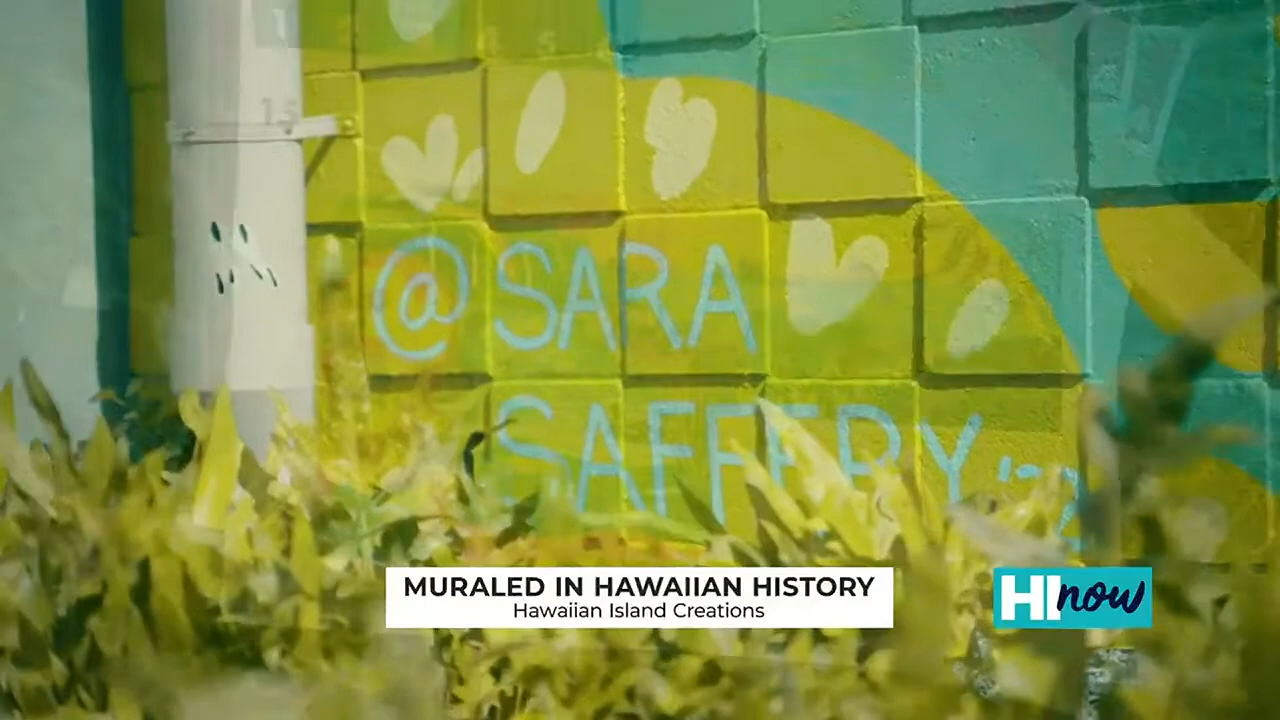 @SARA
SAFFERY
MURALED IN HAWAIIAN HISTORY
Hawaiian Island Creations
HI now